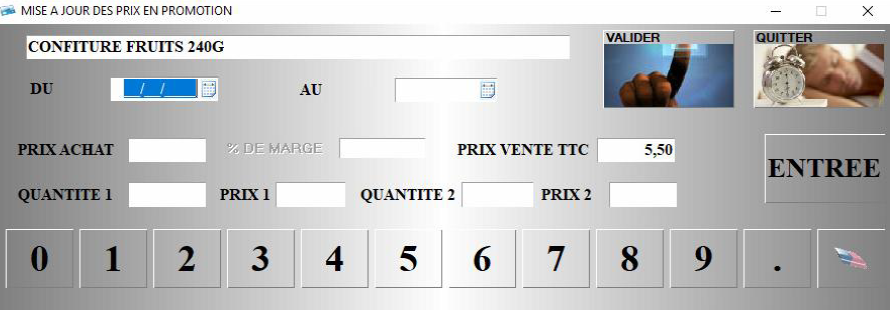 MISE A JOUR DES PRIX EN PROMOTION
CONFITURE FRUITS 240G
VALIDER
QUITTER
DU
_/_/
AU
PRIX ACHAT
% DE MARGE
PRIX VENTE TTC
5,50
ENTREE
QUANTITE 1
PRIX 1
QUANTITE 2
PRIX 2
0 1 2 3 4 5 6 7 8 9 .